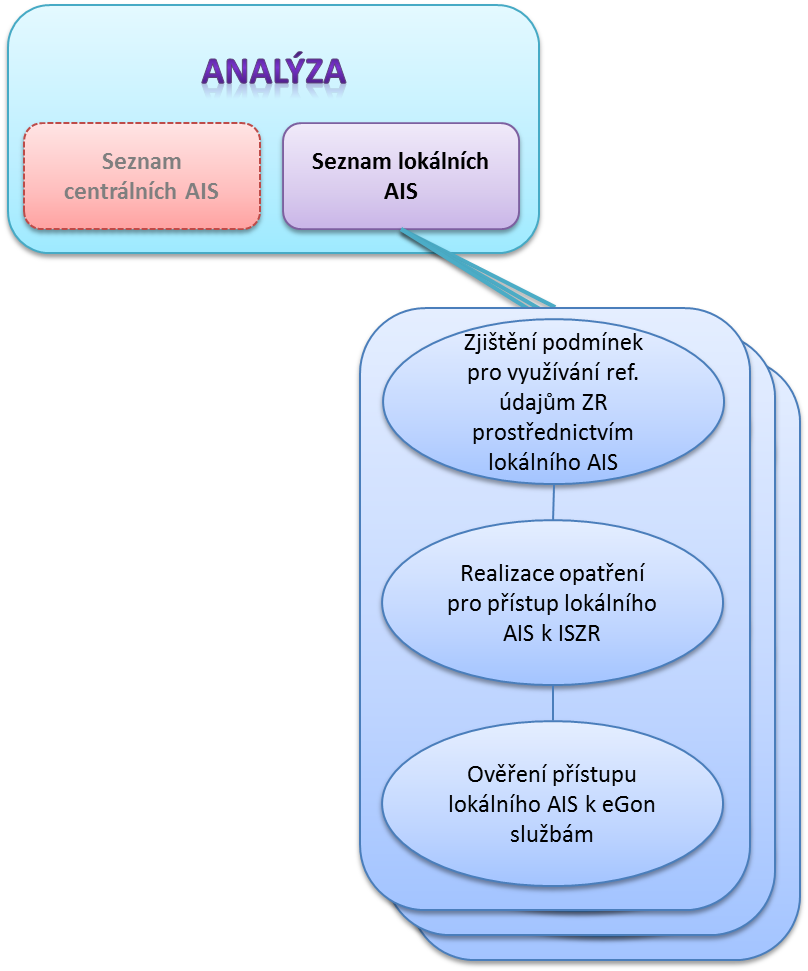 ANALÝZA
Seznam
centrálních AIS
Seznam lokálních
AIS
Zjištění podmínek
pro využívání ref.
údajům ZR
prostřednictvím
lokálního AIS
Realizace opatření
pro přístup lokálního
AIS k ISZR
Ověření přístupu
lokálního AIS k eGon
službám